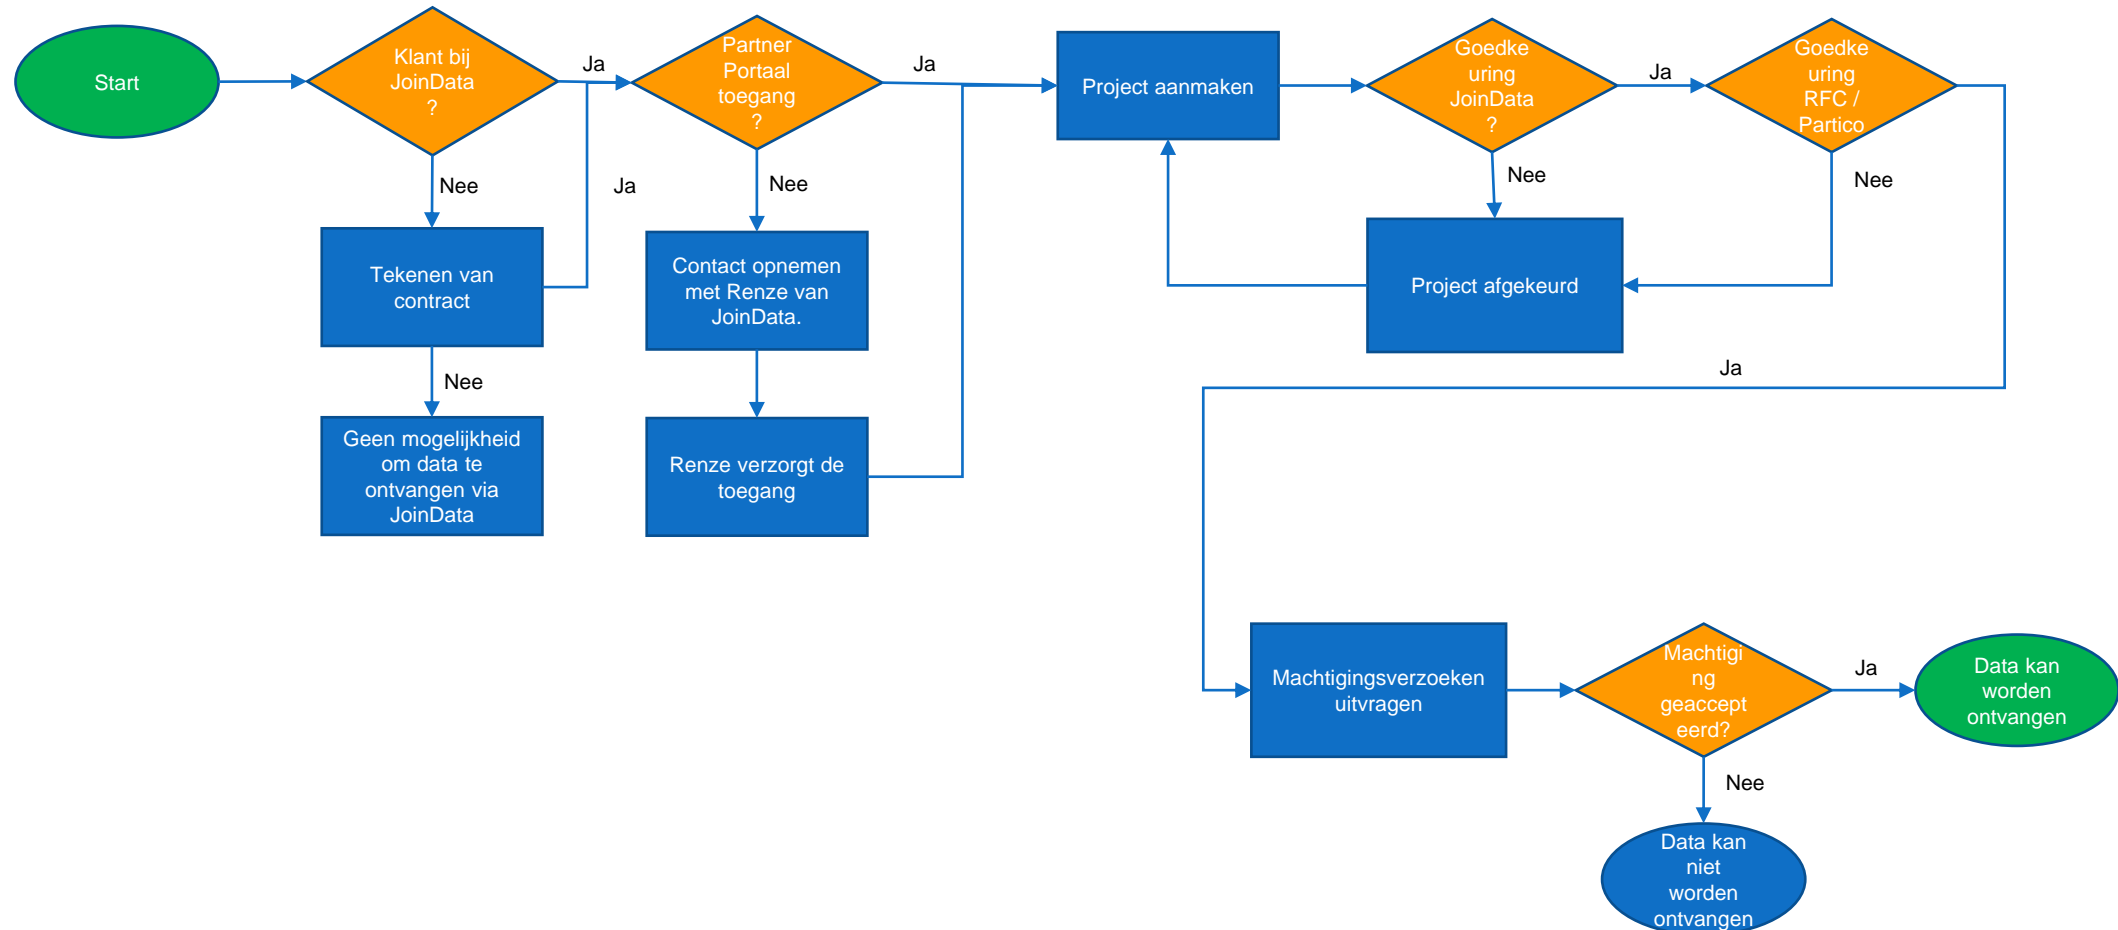 Start
Klant bij
JoinData
?
Ja
Partner
Portaal
toegang
?
Ja
Project aanmaken
Goedke
uring
JoinData
?
Ja
Goedke
uring
RFC /
Partico
Nee
Ja
Nee
Nee
Nee
Tekenen van
contract
Contact opnemen
met Renze van
JoinData.
Project afgekeurd
Nee
Ja
Geen mogelijkheid
om data te
ontvangen via
JoinData
Renze verzorgt de
toegang
Machtigingsverzoeken
uitvragen
Machtigi
ng
geaccept
eerd?
Ja
Data kan
worden
ontvangen
Nee
Data kan
niet
worden
ontvangen